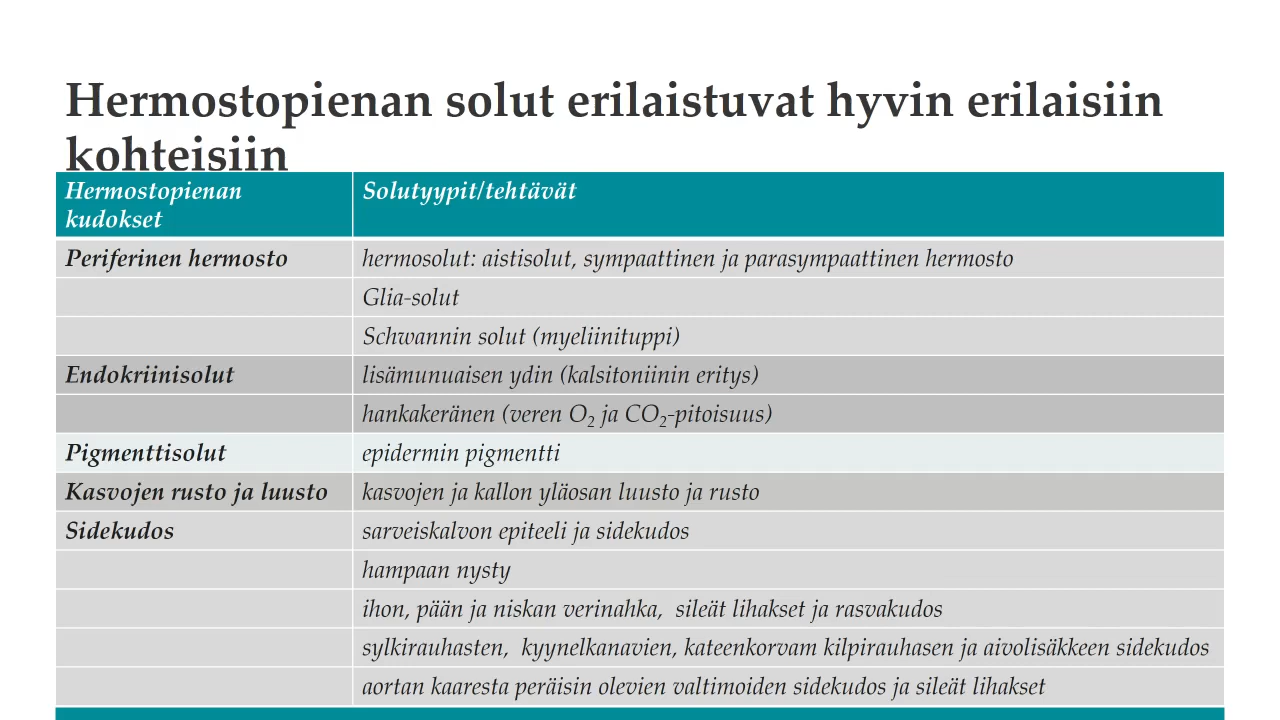 Hermostopienan solut erilaistuvat hyvin erilaisiin
kohteisiin
Hermostopienan
kudokset
Solutyypit/tehtävät
Periferinen hermosto
hermosolut: aistisolut, sympaattinen ja parasympaattinen hermosto
Glia-solut
Schwannin solut (myeliinituppi)
Endokriinisolut
lisämunuaisen ydin (kalsitoniinin eritys)
hankakeränen (veren O₂ ja CO₂-pitoisuus)
Pigmenttisolut
epidermin pigmentti
Kasvojen rusto ja luusto
kasvojen ja kallon yläosan luusto ja rusto
Sidekudos
sarveiskalvon epiteeli ja sidekudos
hampaan nysty
ihon, pään ja niskan verinahka, sileät lihakset ja rasvakudos
sylkirauhasten, kyynelkanavien, kateenkorvam kilpirauhasen ja aivolisäkkeen sidekudos
aortan kaaresta peräisin olevien valtimoiden sidekudos ja sileät lihakset